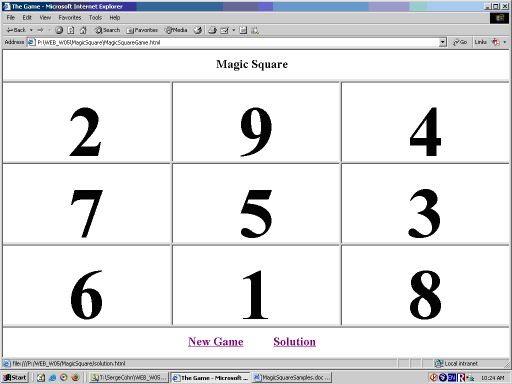 The Game - Microsoft Internet Explorer
File Edit View Favorites Tools Help
Back Search Favorites Media
Address P:\WEB_W05\MagicSquare\MagicSquareGame.html Go Links
Magic Square
2 9 4
7 5 3
6 1 8
New Game Solution
file:///P:/WEB_W05/MagicSquare/solution.html Local intranet
Start T:\SergeCohn\WEB_W05... The Game - Microsoft ... MagicSquareSamples.doc ... 10:24 AM